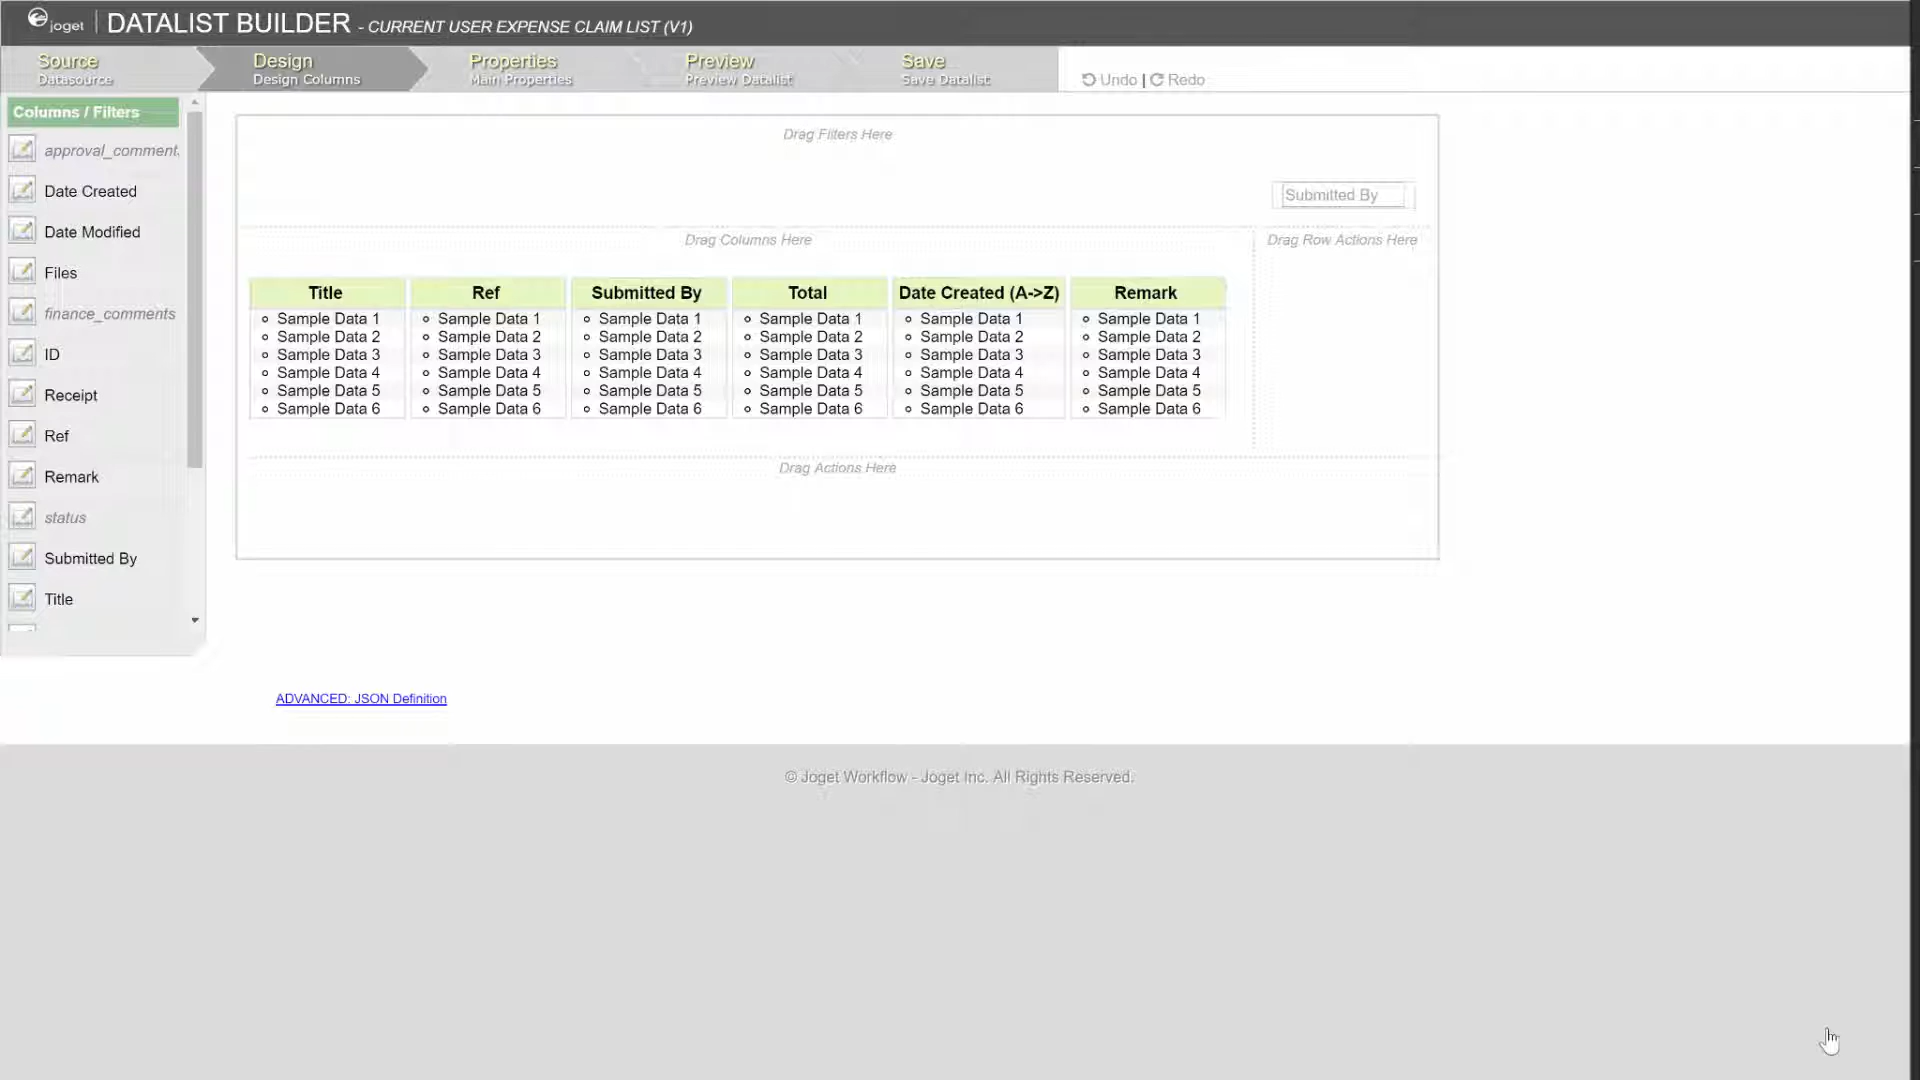 joget | DATALIST BUILDER - CURRENT USER EXPENSE CLAIM LIST (V1)
Source
Datasource
Design
Design Columns
Properties
Main Properties
Preview
Preview Datalist
Save
Save Datalist
Undo | Redo
Columns / Filters
approval_comment
Date Created
Date Modified
Files
finance_comments
ID
Receipt
Ref
Remark
status
Submitted By
Title
Drag Filters Here
Submitted By
Drag Columns Here
Drag Row Actions Here
Title
Sample Data 1
Sample Data 2
Sample Data 3
Sample Data 4
Sample Data 5
Sample Data 6
Ref
Sample Data 1
Sample Data 2
Sample Data 3
Sample Data 4
Sample Data 5
Sample Data 6
Submitted By
Sample Data 1
Sample Data 2
Sample Data 3
Sample Data 4
Sample Data 5
Sample Data 6
Total
Sample Data 1
Sample Data 2
Sample Data 3
Sample Data 4
Sample Data 5
Sample Data 6
Date Created (A->Z)
Sample Data 1
Sample Data 2
Sample Data 3
Sample Data 4
Sample Data 5
Sample Data 6
Remark
Sample Data 1
Sample Data 2
Sample Data 3
Sample Data 4
Sample Data 5
Sample Data 6
Drag Actions Here
ADVANCED: JSON Definition
© Joget Workflow - Joget Inc. All Rights Reserved.